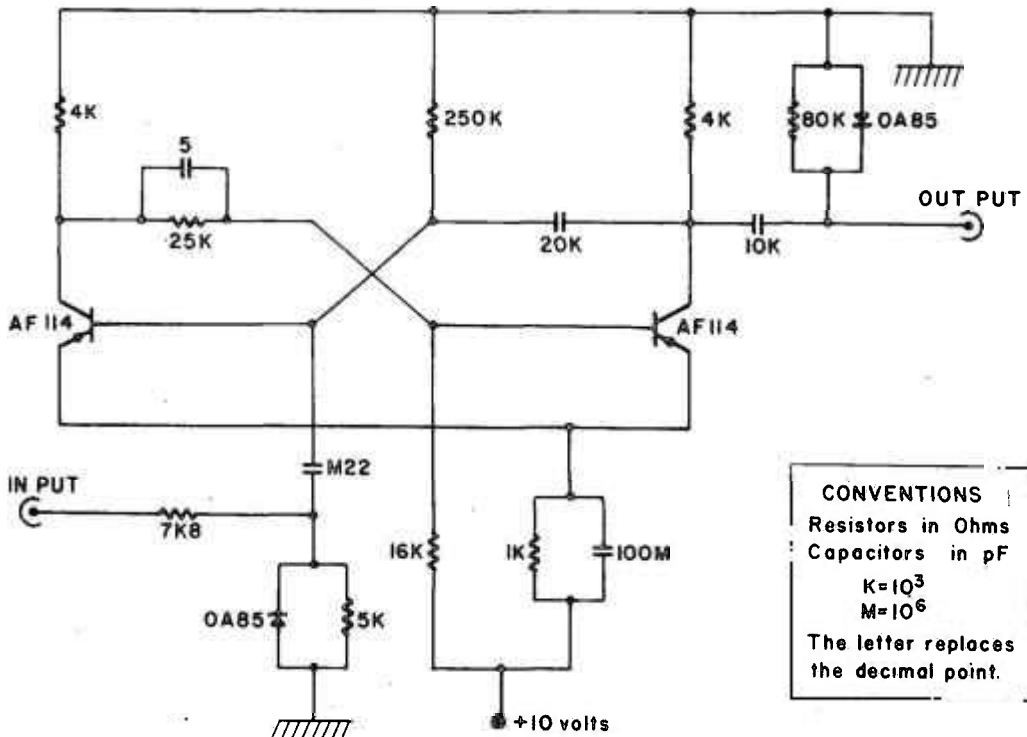 4K
250K
4K
80K
OA85
5
25K
20K
10K
OUT PUT
AF114
AF114
M22
IN PUT
7K8
16K
1K
100M
OA85
5K
+10 volts
CONVENTIONS
Resistors in Ohms
Capacitors in pF
K=10³
M=10⁶
The letter replaces
the decimal point.